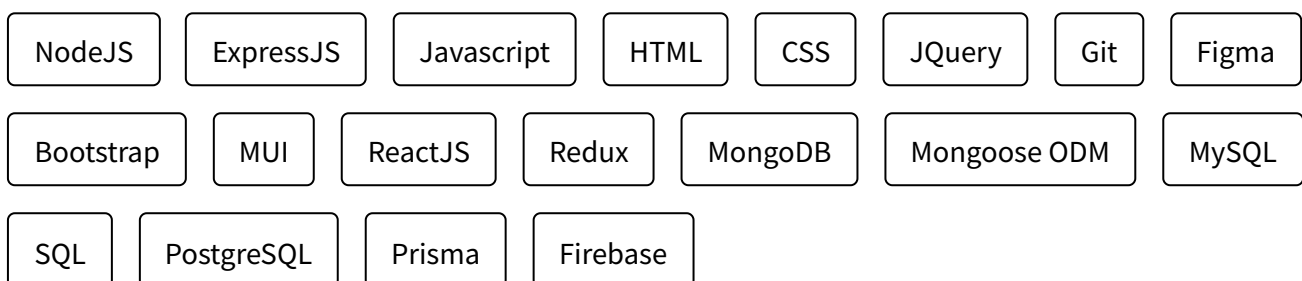 NodeJS ExpressJS Javascript HTML CSS JQuery Git Figma
Bootstrap MUI ReactJS Redux MongoDB Mongoose ODM MySQL
SQL PostgreSQL Prisma Firebase